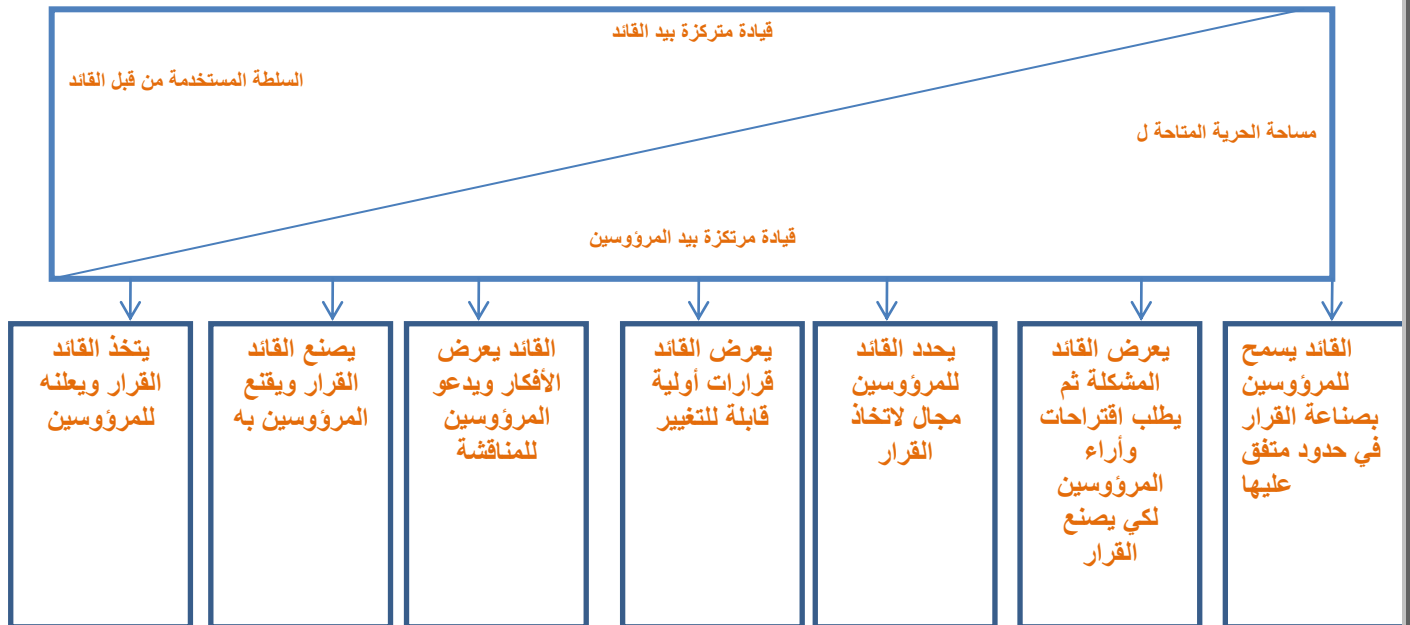 قيادة متركزة بيد القائد
السلطة المستخدمة من قبل القائد
مساحة الحرية المتاحة ل
قيادة مرتكزة بيد المرؤوسين
القائد يسمح
للمرؤوسين
بصناعة القرار
في حدود متفق
عليها
يعرض القائد
المشكلة ثم
يطلب اقتراحات
وأراء
المرؤوسين
لكي يصنع
القرار
يحدد القائد
للمرؤوسين
مجال لاتخاذ
القرار
يعرض القائد
قرارات أولية
قابلة للتغيير
القائد يعرض
الأفكار ويدعو
المرؤوسين
للمناقشة
يصنع القائد
القرار ويقنع
المرؤوسين به
يتخذ القائد
القرار ويعلنه
للمرؤوسين